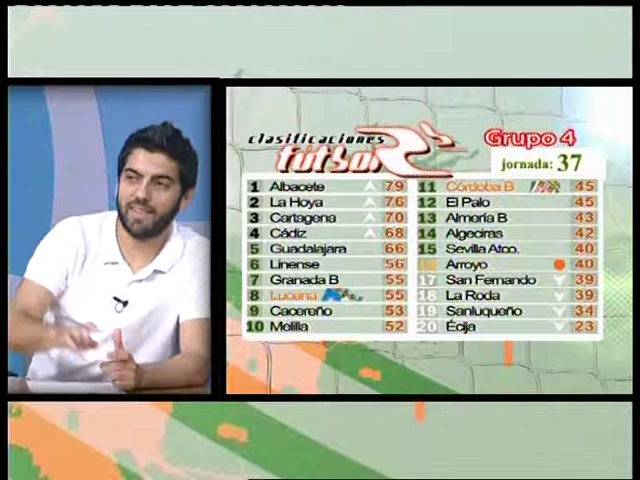 clasificaciones
fútbol
Grupo 4
jornada: 37
1 Albacete 79
2 La Hoya 76
3 Cartagena 70
4 Cádiz 68
5 Guadalajara 66
6 Linense 56
7 Granada B 55
8 Lucena 55
9 Cacereño 53
10 Melilla 52
11 Córdoba B 45
12 El Palo 45
13 Almería B 43
14 Algeciras 42
15 Sevilla Atco. 40
16 Arroyo 40
17 San Fernando 39
18 La Roda 39
19 Sanluqueño 34
20 Écija 23